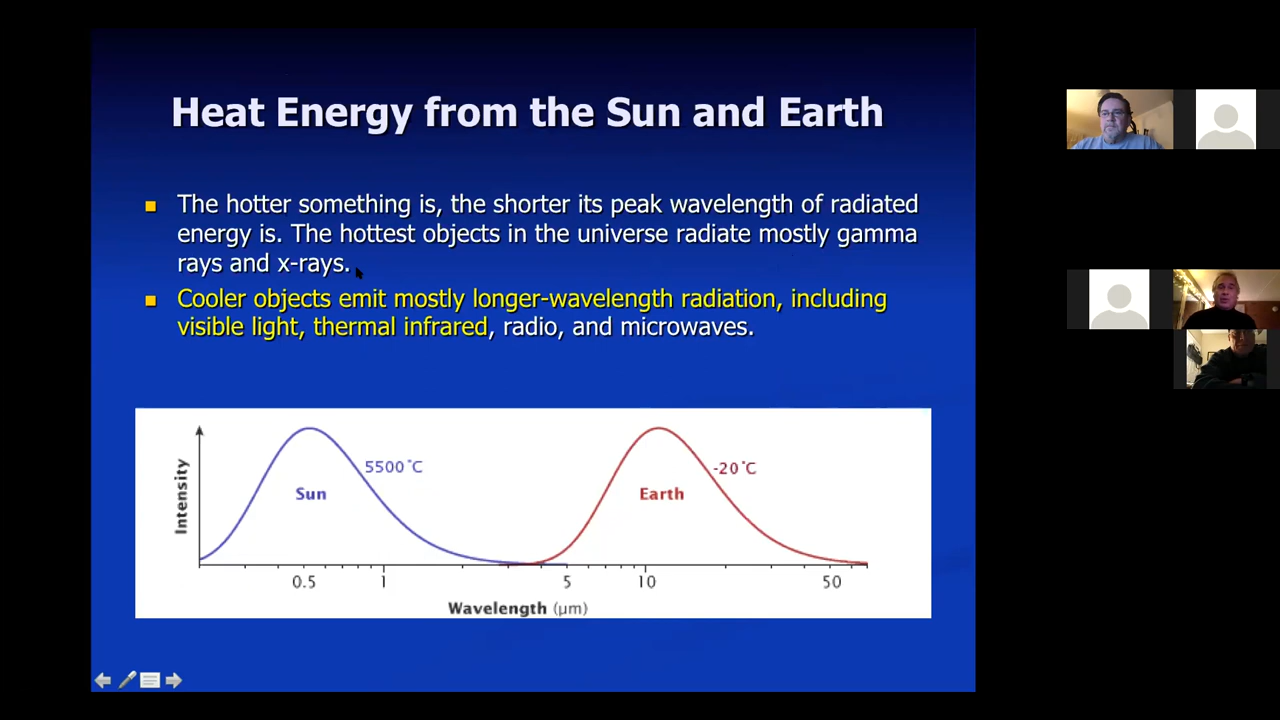 Heat Energy from the Sun and Earth
The hotter something is, the shorter its peak wavelength of radiated
energy is. The hottest objects in the universe radiate mostly gamma
rays and x-rays.
Cooler objects emit mostly longer-wavelength radiation, including
visible light, thermal infrared, radio, and microwaves.
Intensity
5500˚C
Sun
-20˚C
Earth
0.5 1 5 10 50
Wavelength (µm)